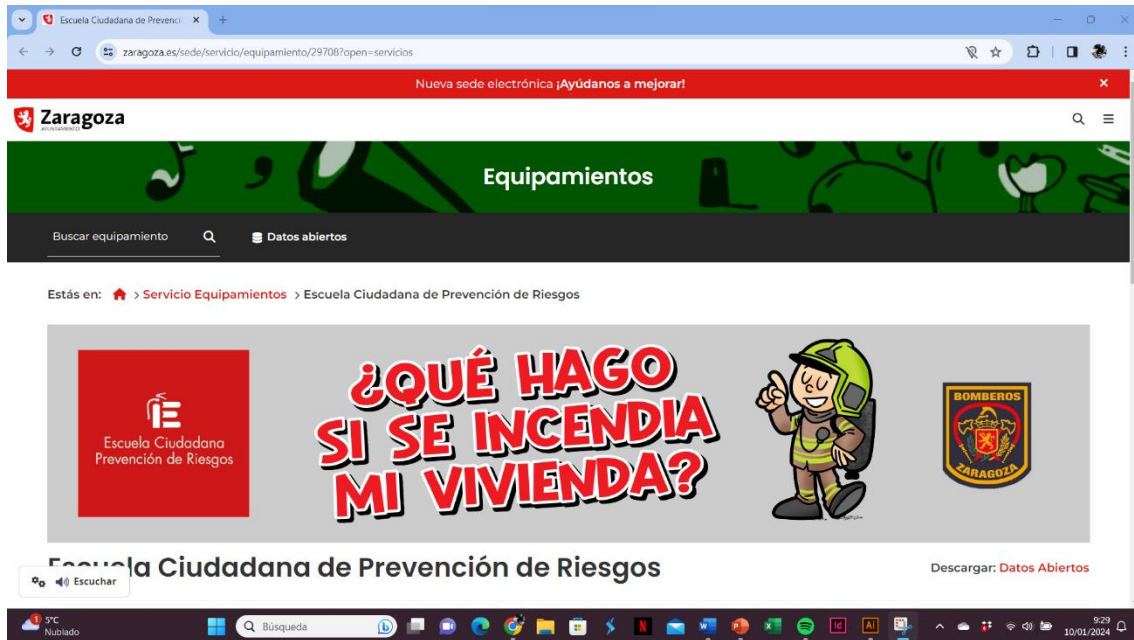 Escuela Ciudadana de Prevenci
zaragoza.es/sede/servicio/equipamiento/29708?open=servicios
Nueva sede electrónica ¡Ayúdanos a mejorar!
Zaragoza
AYUNTAMIENTO
Equipamientos
Buscar equipamiento
Datos abiertos
Estás en: > Servicio Equipamientos > Escuela Ciudadana de Prevención de Riesgos
Escuela Ciudadana
Prevención de Riesgos
¿QUÉ HAGO
SI SE INCENDIA
MI VIVIENDA?
BOMBEROS
ZARAGOZA
Escuela Ciudadana de Prevención de Riesgos
Descargar: Datos Abiertos
Escuchar
1
5°C
Nublado
Búsqueda
9:29
10/01/2024